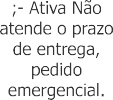 ;- Ativa Não
atende o prazo
de entrega,
pedido
emergencial.